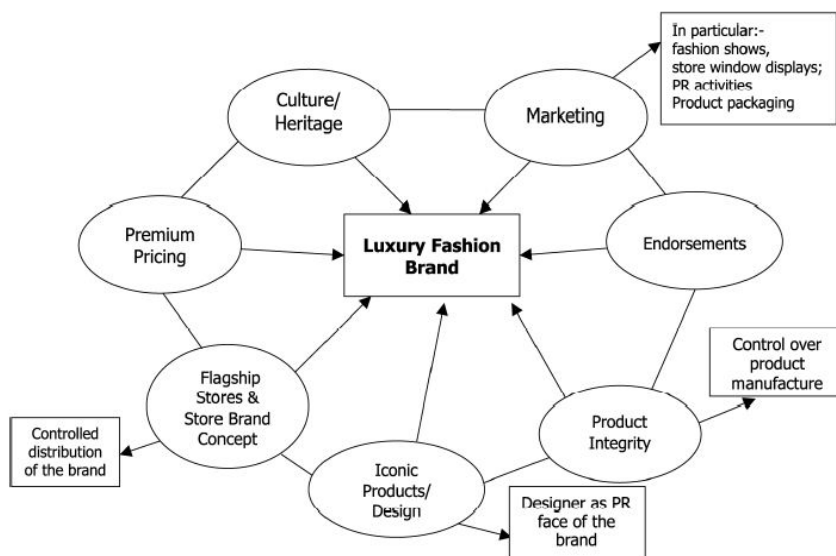 In particular:-
fashion shows,
store window displays;
PR activities
Product packaging
Culture/
Heritage
Marketing
Premium
Pricing
Luxury Fashion
Brand
Endorsements
Flagship
Stores &
Store Brand
Concept
Control over
product
manufacture
Product
Integrity
Controlled
distribution
of the brand
Iconic
Products/
Design
Designer as PR
face of the
brand